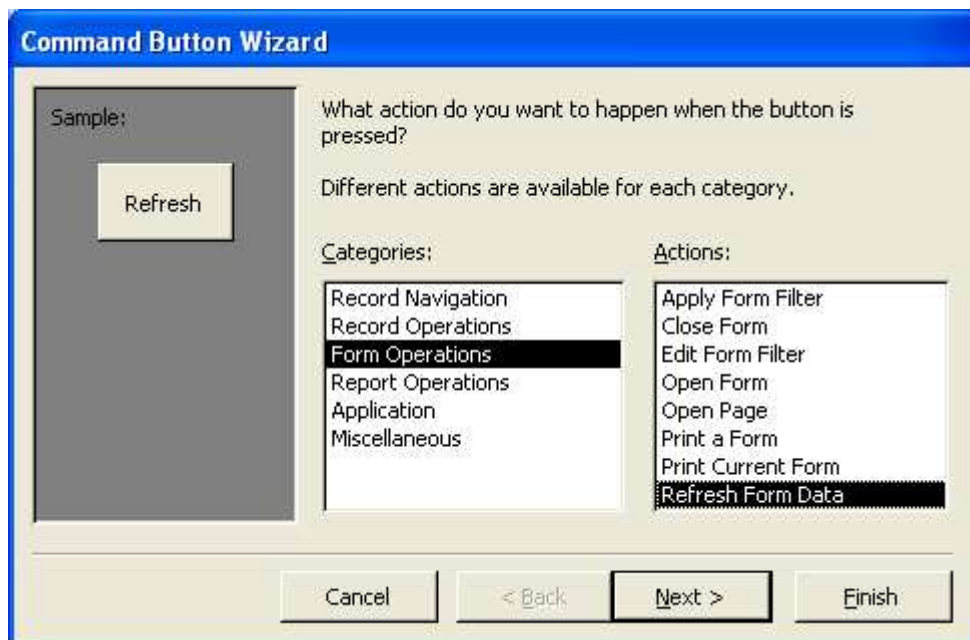 Command Button Wizard
Sample:
Refresh
What action do you want to happen when the button is
pressed?
Different actions are available for each category.
Categories:
Record Navigation
Record Operations
Form Operations
Report Operations
Application
Miscellaneous
Actions:
Apply Form Filter
Close Form
Edit Form Filter
Open Form
Open Page
Print a Form
Print Current Form
Refresh Form Data
Cancel
< Back
Next >
Finish